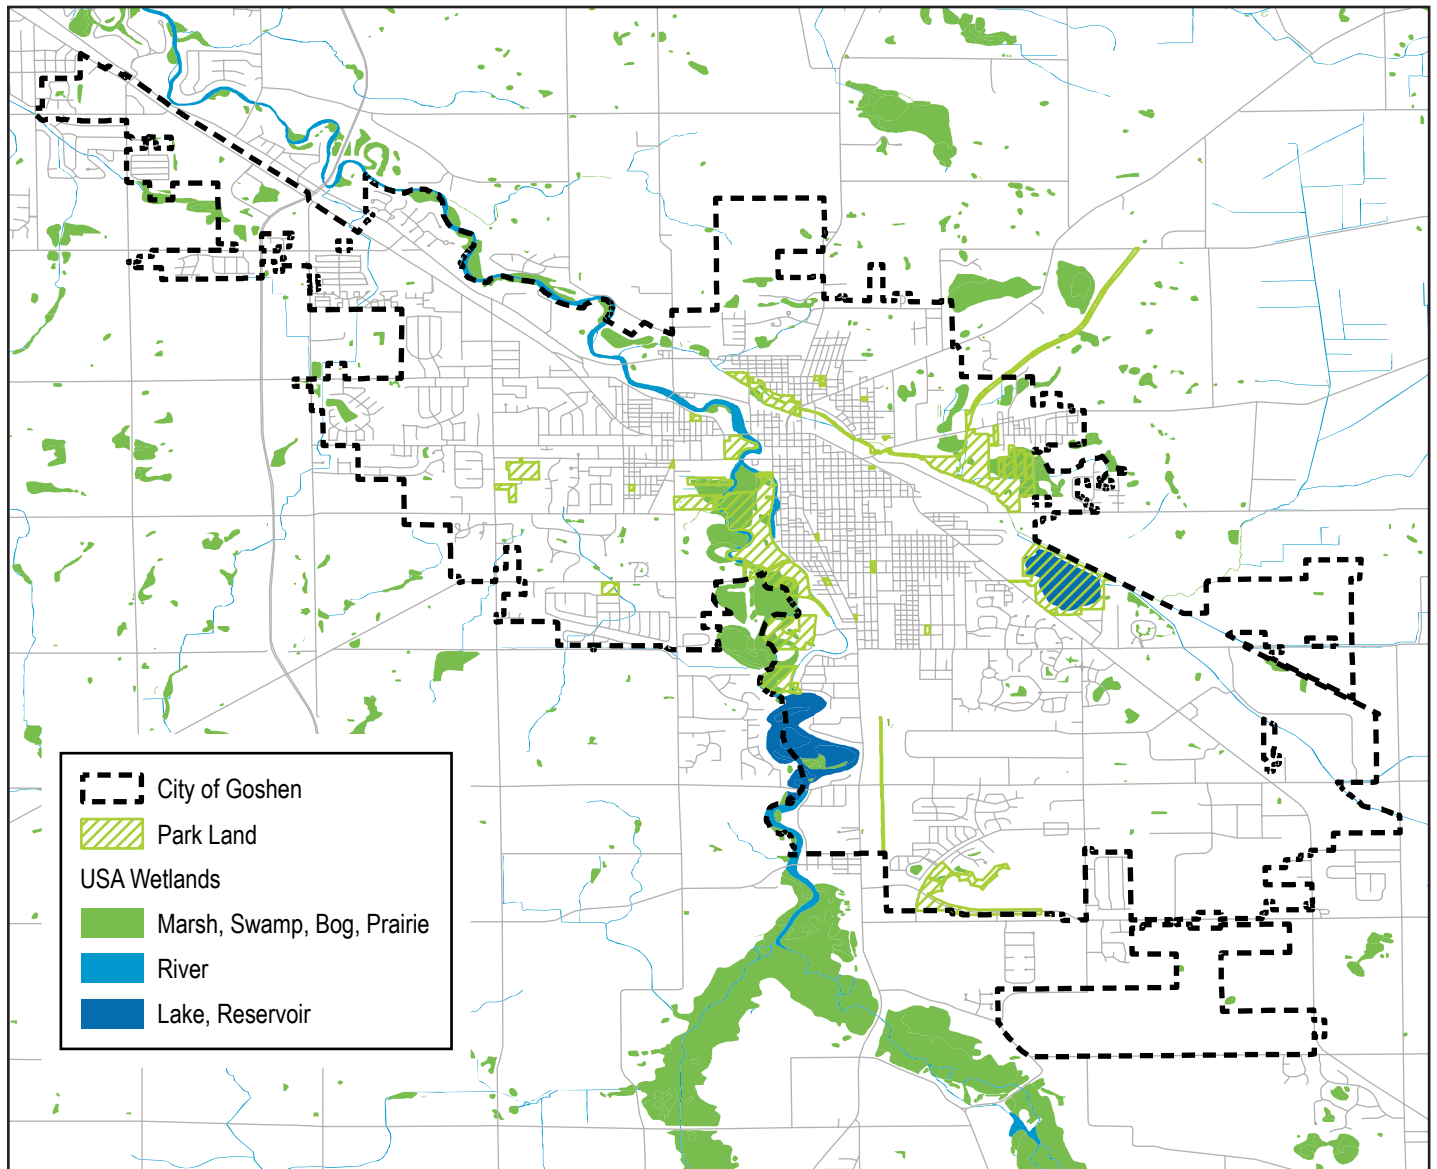 City of Goshen
Park Land
USA Wetlands
Marsh, Swamp, Bog, Prairie
River
Lake, Reservoir